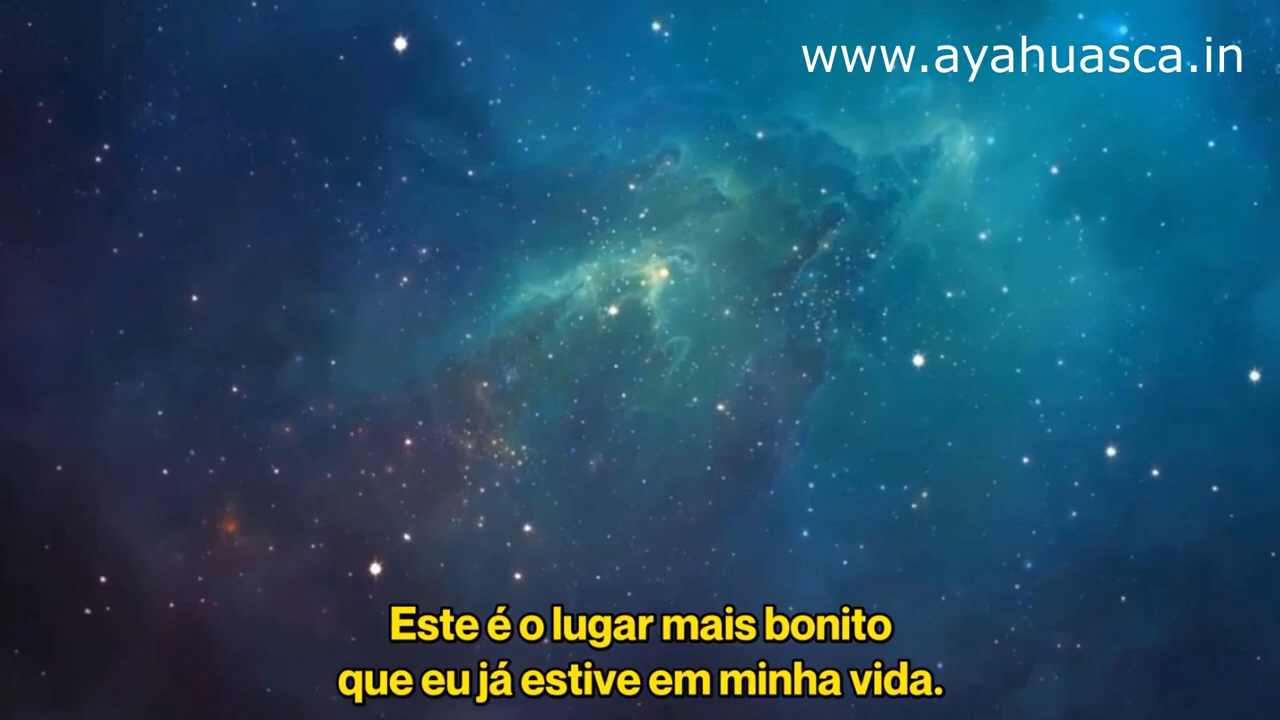 www.ayahuasca.in
Este é o lugar mais bonito
que eu já estive em minha vida.